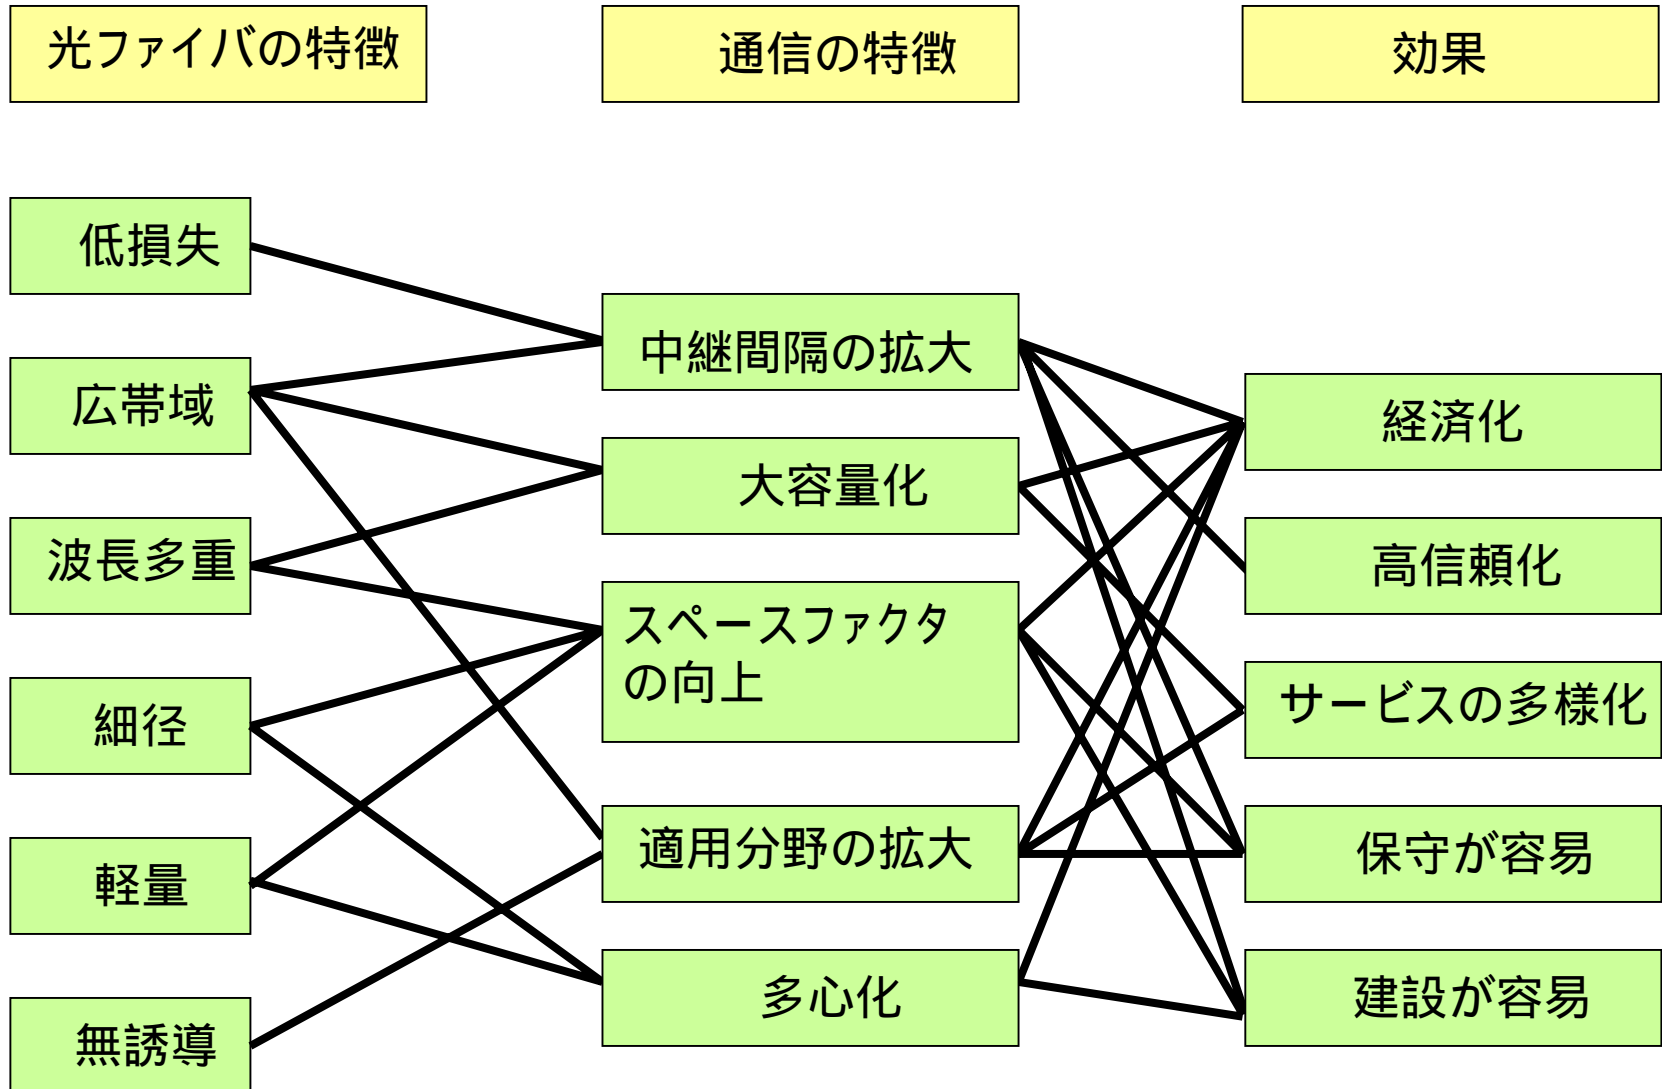 光ファイバの特徴
通信の特徴
効果
低損失
広帯域
波長多重
細径
軽量
無誘導
中継間隔の拡大
大容量化
スペースファクタ
の向上
適用分野の拡大
多心化
経済化
高信頼化
サービスの多様化
保守が容易
建設が容易